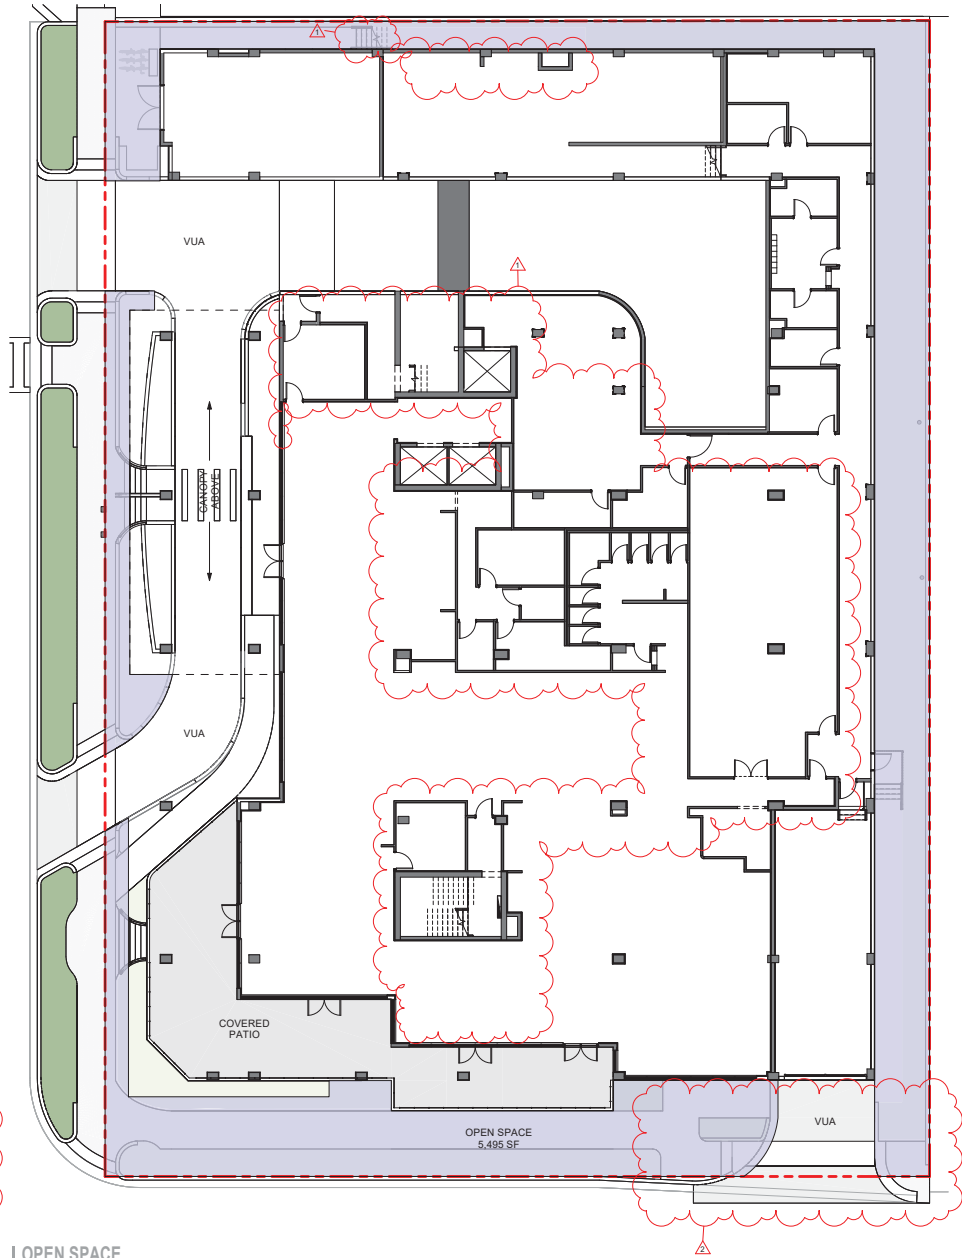 1
VUA
1
CANOPY
ABOVE
VUA
COVERED
PATIO
OPEN SPACE
5,495 SF
VUA
2
OPEN SPACE